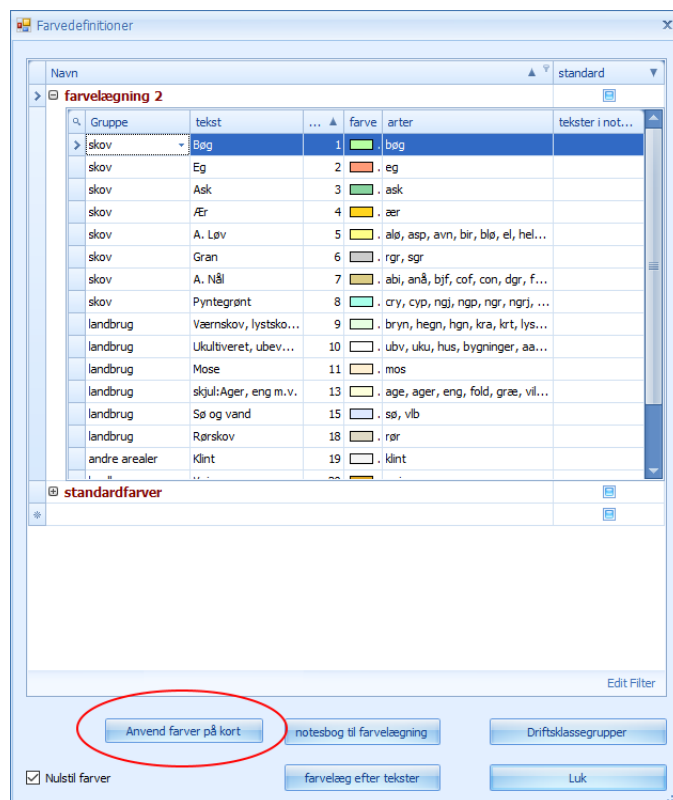 Farvedefinitioner x
Navn standard
farvelægning 2
Gruppe tekst ... farve arter tekster i not...
skov Bøg 1 . bøg
skov Eg 2 . eg
skov Ask 3 . ask
skov Ær 4 . ær
skov A. Løv 5 . alø, asp, avn, bir, blø, el, hel...
skov Gran 6 . rgr, sgr
skov A. Nål 7 . abi, anå, bjf, cof, con, dgr, f...
skov Pyntegrønt 8 . cry, cyp, ngj, ngp, ngr, ngrj, ...
landbrug Værnskov, lystsko... 9 . bryn, hegn, hgn, kra, krt, lys...
landbrug Ukultiveret, ubev... 10 . ubv, uku, hus, bygninger, aa...
landbrug Mose 11 . mos
landbrug skjul:Ager, eng m.v. 13 . age, ager, eng, fold, græ, vil...
landbrug Sø og vand 15 . sø, vlb
landbrug Rørskov 18 . rør
andre arealer Klint 19 . klint
standardfarver
Edit Filter
Anvend farver på kort notesbog til farvelægning Driftsklassegrupper
Nulstil farver farvelæg efter tekster Luk